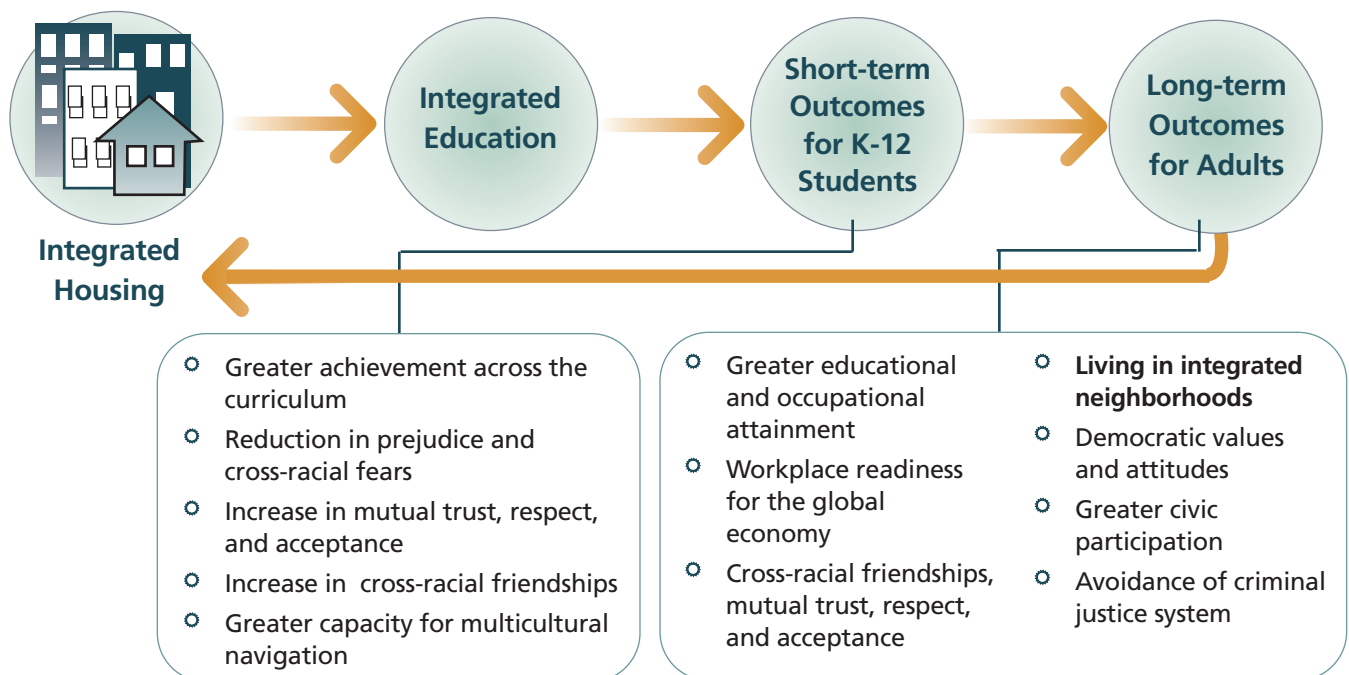 Integrated
Housing
Integrated
Education
Short-term
Outcomes
for K-12
Students
Long-term
Outcomes
for Adults
Greater achievement across the
curriculum
Reduction in prejudice and
cross-racial fears
Increase in mutual trust, respect,
and acceptance
Increase in cross-racial friendships
Greater capacity for multicultural
navigation
Greater educational
and occupational
attainment
Workplace readiness
for the global
economy
Cross-racial friendships,
mutual trust, respect,
and acceptance
Living in integrated
neighborhoods
Democratic values
and attitudes
Greater civic
participation
Avoidance of criminal
justice system